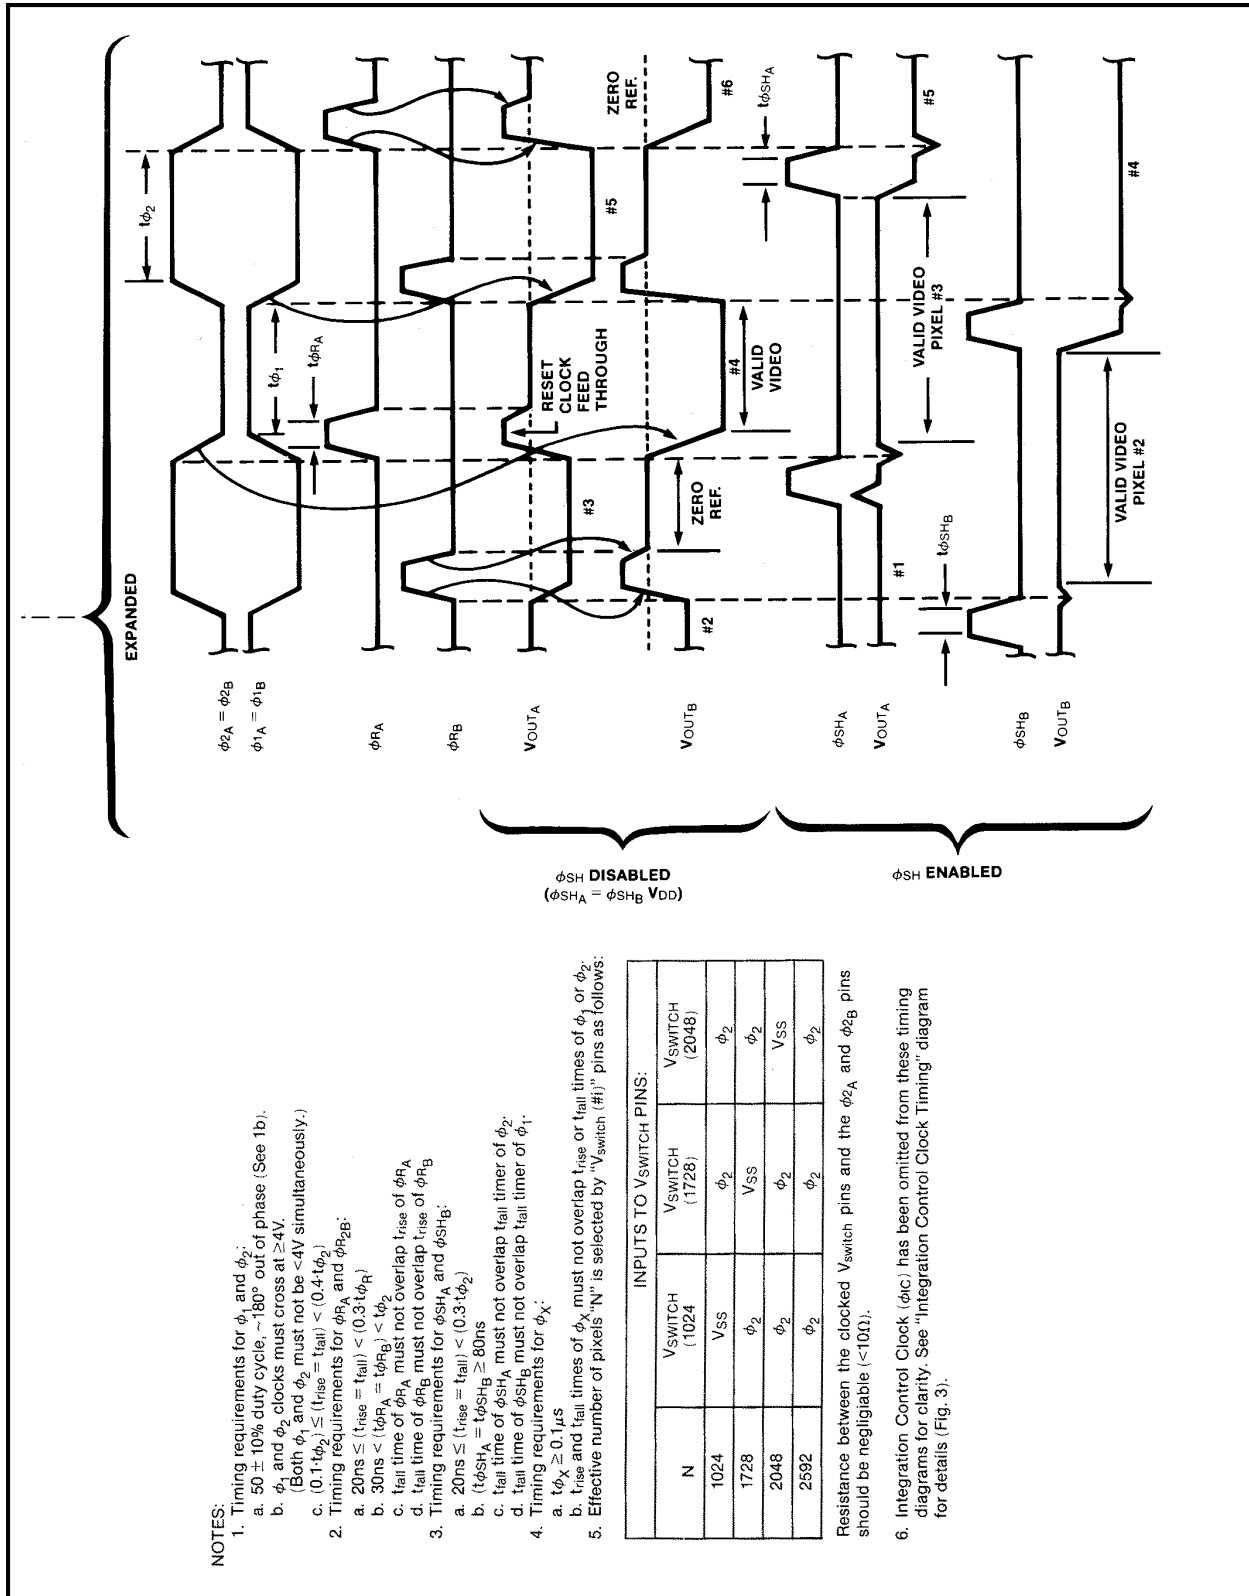 EXPANDED
tϕ2
tϕ1
tϕRA
ϕ2A = ϕ2B
ϕ1A = ϕ1B
ϕRA
ϕRB
VOUTA
VOUTB
ϕSHA
VOUTA
ϕSHB
VOUTB
RESET
CLOCK
FEED
THROUGH
#3
#5
#2
ZERO
REF.
#4
VALID
VIDEO
ZERO
REF.
#6
tϕSHA
#1
VALID VIDEO
PIXEL #3
#5
tϕSHB
VALID VIDEO
PIXEL #2
#4
ϕSH DISABLED
(ϕSHA = ϕSHB VDD)
ϕSH ENABLED
NOTES:
1. Timing requirements for ϕ1 and ϕ2:
a. 50 ± 10% duty cycle, ~180° out of phase (See 1b).
b. ϕ1 and ϕ2 clocks must cross at ≥4V.
(Both ϕ1 and ϕ2 must not be <4V simultaneously.)
c. (0.1·tϕ2) ≤ (trise = tfall) < (0.4·tϕ2)
2. Timing requirements for ϕRA and ϕR2B:
a. 20ns ≤ (trise = tfall) < (0.3·tϕR)
b. 30ns < (tϕRA = tϕRB) < tϕ2
c. tfall time of ϕRA must not overlap trise of ϕRA
d. tfall time of ϕRB must not overlap trise of ϕRB
3. Timing requirements for ϕSHA and ϕSHB:
a. 20ns ≤ (trise = tfall) < (0.3·tϕ2)
b. (tϕSHA = tϕSHB ≥ 80ns
c. tfall time of ϕSHA must not overlap tfall timer of ϕ2.
d. tfall time of ϕSHB must not overlap tfall timer of ϕ1.
4. Timing requirements for ϕX:
a. tϕX ≥ 0.1μs
b. trise and tfall times of ϕX must not overlap trise or tfall times of ϕ1 or ϕ2.
5. Effective number of pixels "N" is selected by "Vswitch (#i)" pins as follows:
INPUTS TO VSWITCH PINS:
N VSWITCH (1024 VSWITCH (1728) VSWITCH (2048)
1024 VSS ϕ2 ϕ2
1728 ϕ2 VSS ϕ2
2048 ϕ2 ϕ2 VSS
2592 ϕ2 ϕ2 ϕ2
Resistance between the clocked Vswitch pins and the ϕ2A and ϕ2B pins
should be negligiable (<10Ω).
6. Integration Control Clock (ϕIC) has been omitted from these timing
diagrams for clarity. See "Integration Control Clock Timing" diagram
for details (Fig. 3).